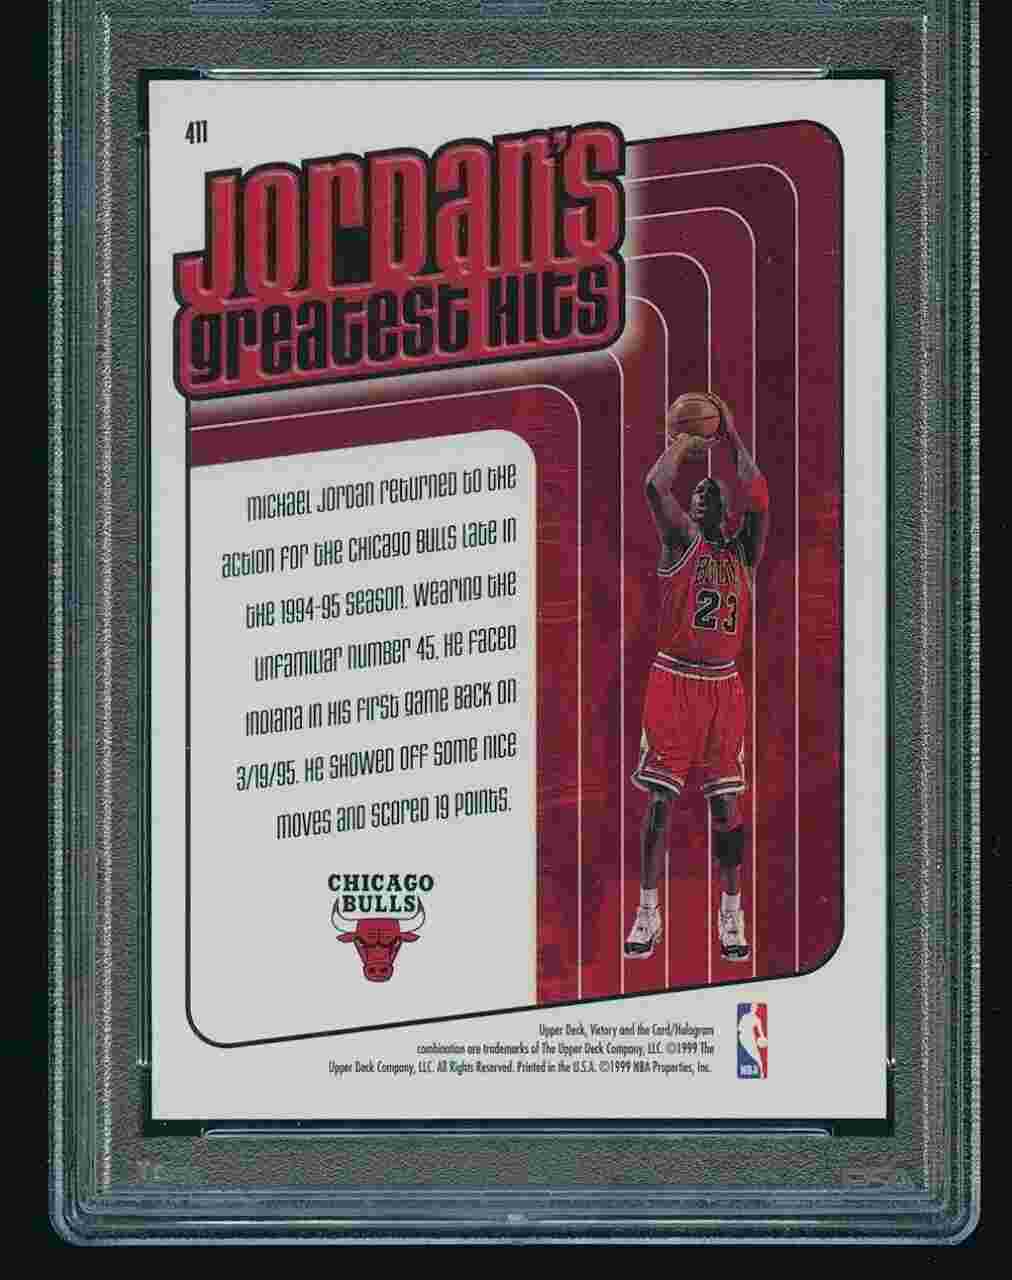 411
Jordan's
Greatest Hits
Michael Jordan returned to the
action for the Chicago Bulls late in
the 1994-95 season. Wearing the
unfamiliar number 45, he faced
Indiana in his first game back on
3/19/95. He showed off some nice
moves and scored 19 points.
BULLS
23
CHICAGO
BULLS
Upper Deck, Victory and the Card/Hologram
combination are trademarks of The Upper Deck Company, LLC. ©1999 The
Upper Deck Company, LLC. All Rights Reserved. Printed in the U.S.A. ©1999 NBA Properties, Inc.
NBA
PSA